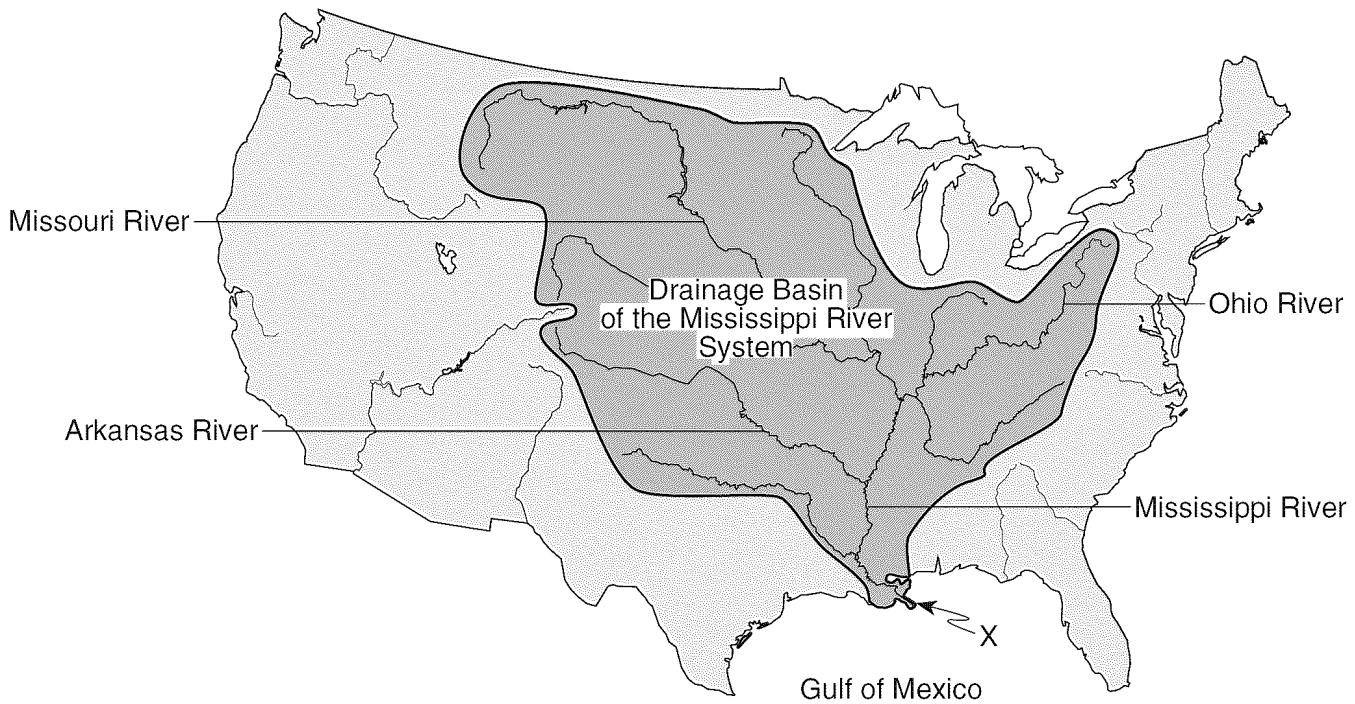 Missouri River
Drainage Basin
of the Mississippi River
System
Ohio River
Arkansas River
Mississippi River
X
Gulf of Mexico